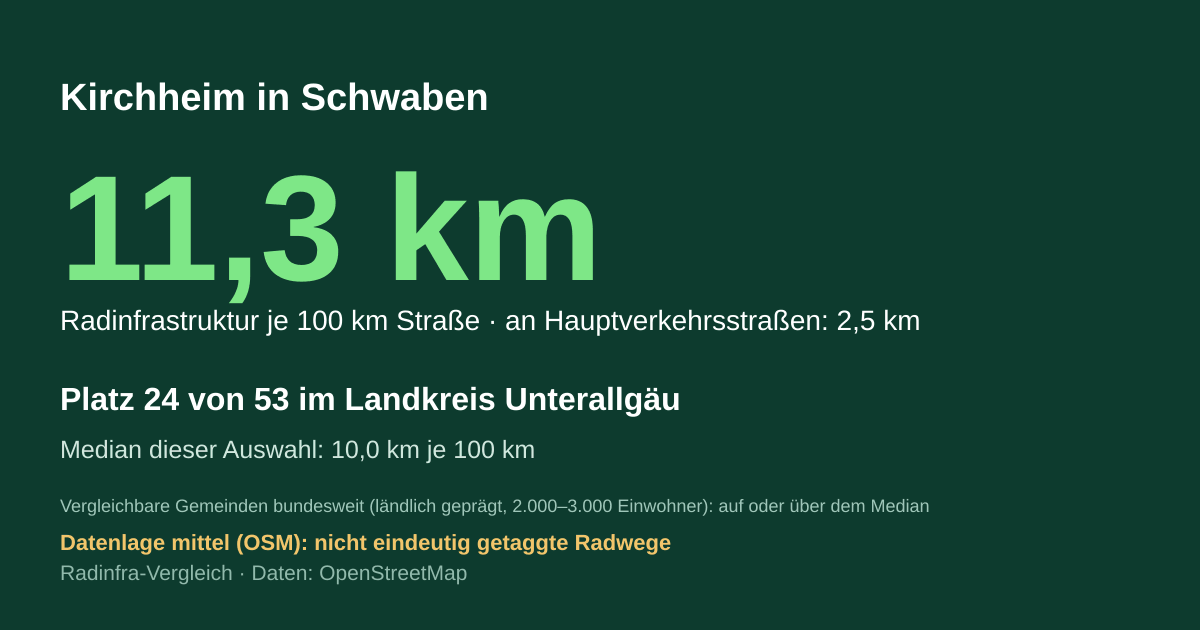 Kirchheim in Schwaben
11,3 km
Radinfrastruktur je 100 km Straße · an Hauptverkehrsstraßen: 2,5 km
Platz 24 von 53 im Landkreis Unterallgäu
Median dieser Auswahl: 10,0 km je 100 km
Vergleichbare Gemeinden bundesweit (ländlich geprägt, 2.000–3.000 Einwohner): auf oder über dem Median
Datenlage mittel (OSM): nicht eindeutig getaggte Radwege
Radinfra-Vergleich · Daten: OpenStreetMap